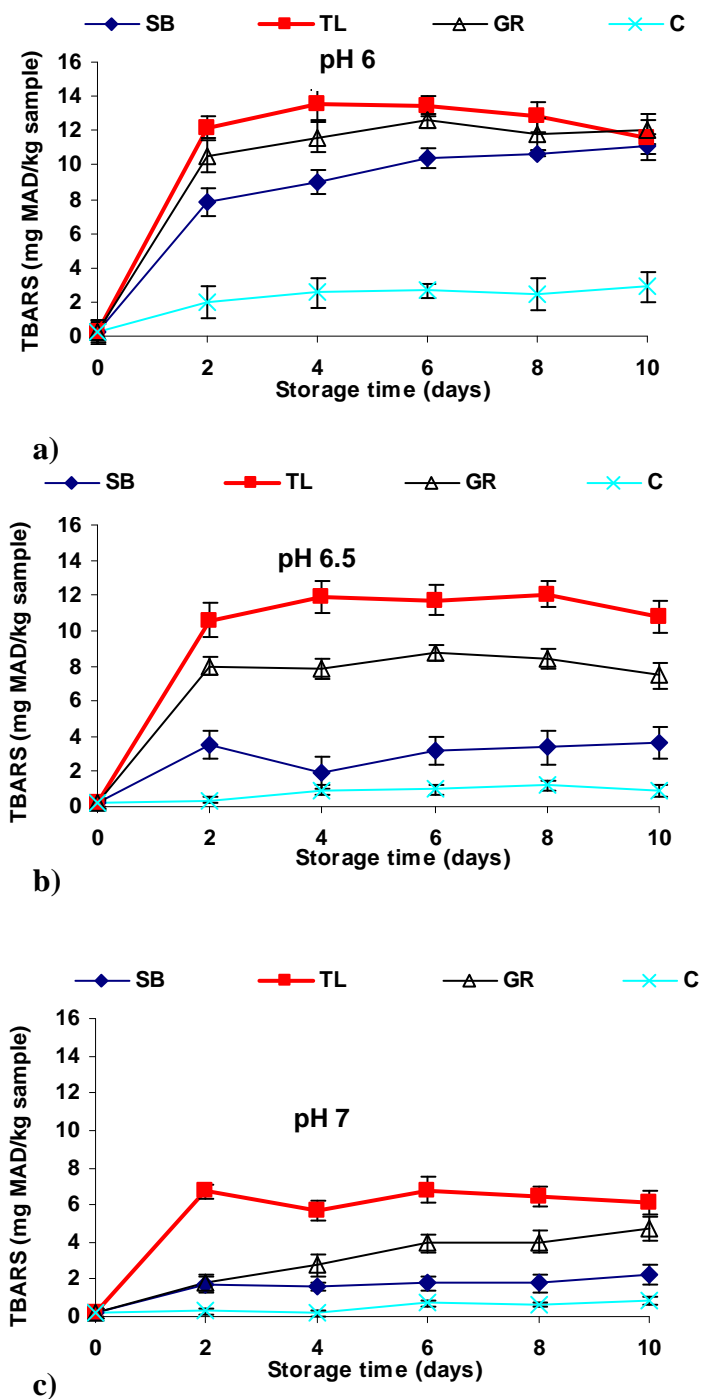 SB TL GR C
pH 6
16
14
12
10
8
6
4
2
0
TBARS (mg MAD/kg sample)
0 2 4 6 8 10
Storage time (days)
a)
SB TL GR C
pH 6.5
16
14
12
10
8
6
4
2
0
TBARS (mg MAD/kg sample)
0 2 4 6 8 10
Storage time (days)
b)
SB TL GR C
pH 7
16
14
12
10
8
6
4
2
0
TBARS (mg MAD/kg sample)
0 2 4 6 8 10
Storage time (days)
c)